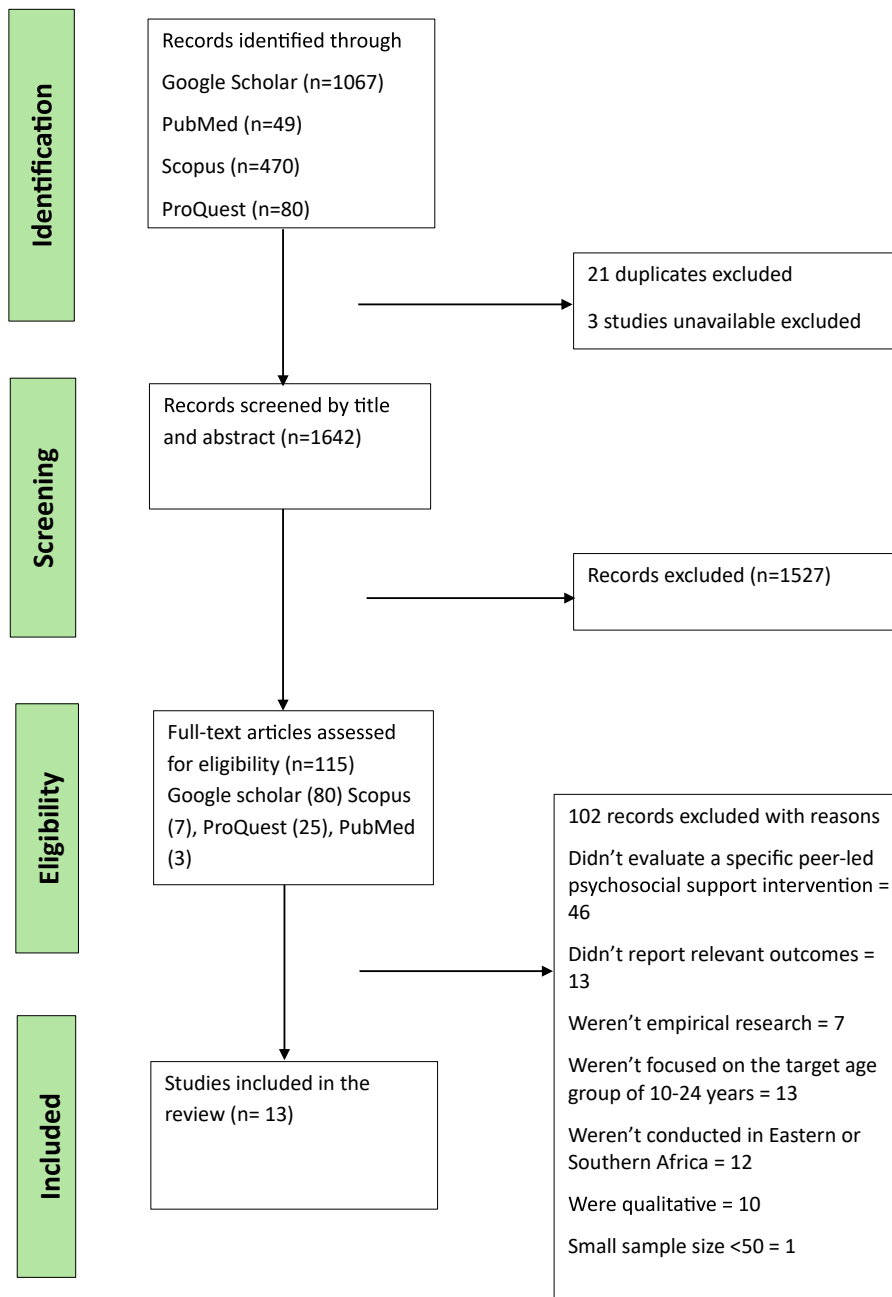 Identification
Records identified through
Google Scholar (n=1067)
PubMed (n=49)
Scopus (n=470)
ProQuest (n=80)
21 duplicates excluded
3 studies unavailable excluded
Screening
Records screened by title
and abstract (n=1642)
Records excluded (n=1527)
Eligibility
Full-text articles assessed
for eligibility (n=115)
Google scholar (80) Scopus
(7), ProQuest (25), PubMed
(3)
102 records excluded with reasons
Didn’t evaluate a specific peer-led
psychosocial support intervention =
46
Didn’t report relevant outcomes =
13
Weren’t empirical research = 7
Weren’t focused on the target age
group of 10-24 years = 13
Weren’t conducted in Eastern or
Southern Africa = 12
Were qualitative = 10
Small sample size <50 = 1
Included
Studies included in the
review (n= 13)